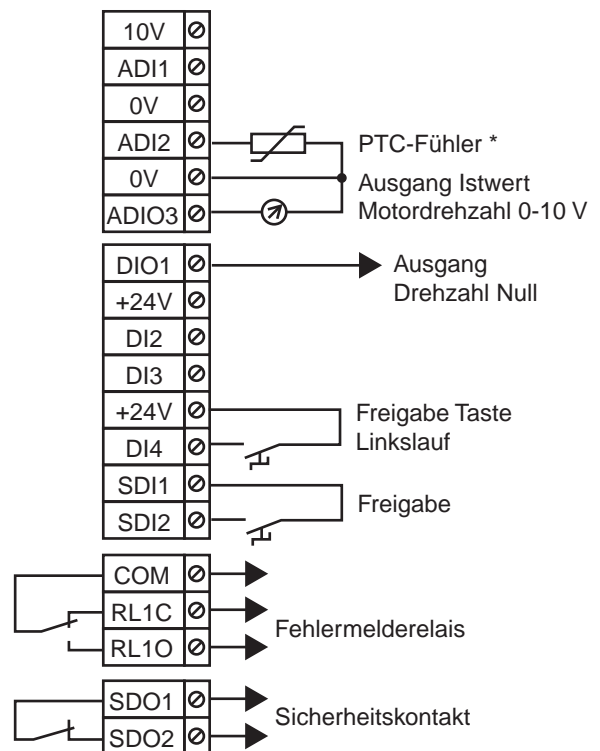 10V
ADI1
0V
ADI2
PTC-Fühler *
0V
Ausgang Istwert
Motordrehzahl 0-10 V
ADIO3
DIO1
Ausgang
Drehzahl Null
+24V
DI2
DI3
+24V
Freigabe Taste
Linkslauf
DI4
SDI1
Freigabe
SDI2
COM
RL1C
Fehlermelderelais
RL1O
SDO1
Sicherheitskontakt
SDO2